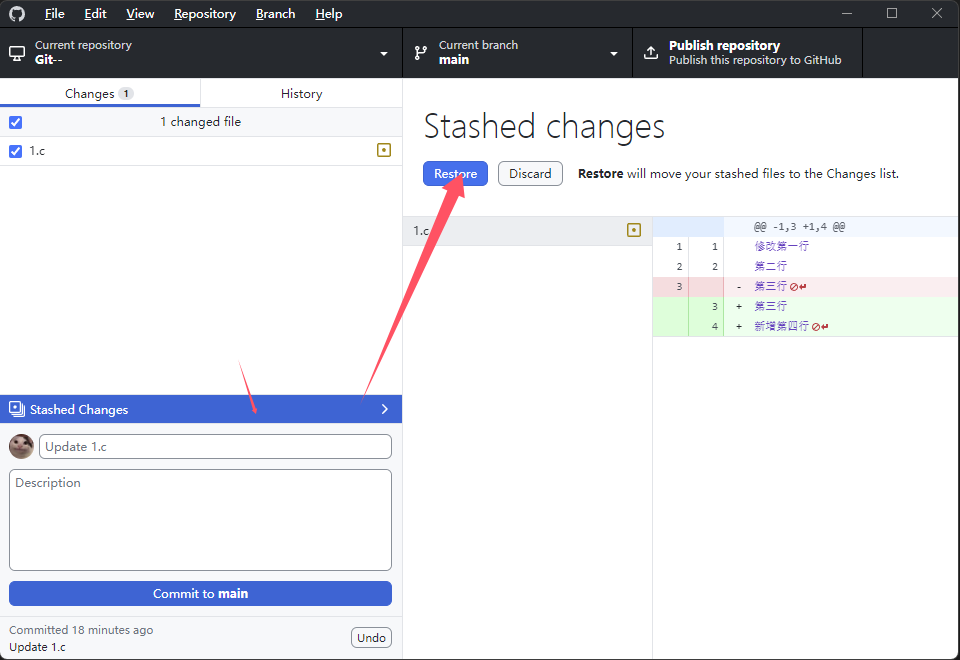 File Edit View Repository Branch Help
Current repository
Git--
Current branch
main
Publish repository
Publish this repository to GitHub
Changes 1
History
1 changed file
1.c
Stashed Changes
Update 1.c
Description
Commit to main
Committed 18 minutes ago
Update 1.c
Undo
Stashed changes
Restore Discard Restore will move your stashed files to the Changes list.
1.c
@@ -1,3 +1,4 @@
1 1 修改第一行
2 2 第二行
3 - 第三行
3 + 第三行
4 + 新增第四行